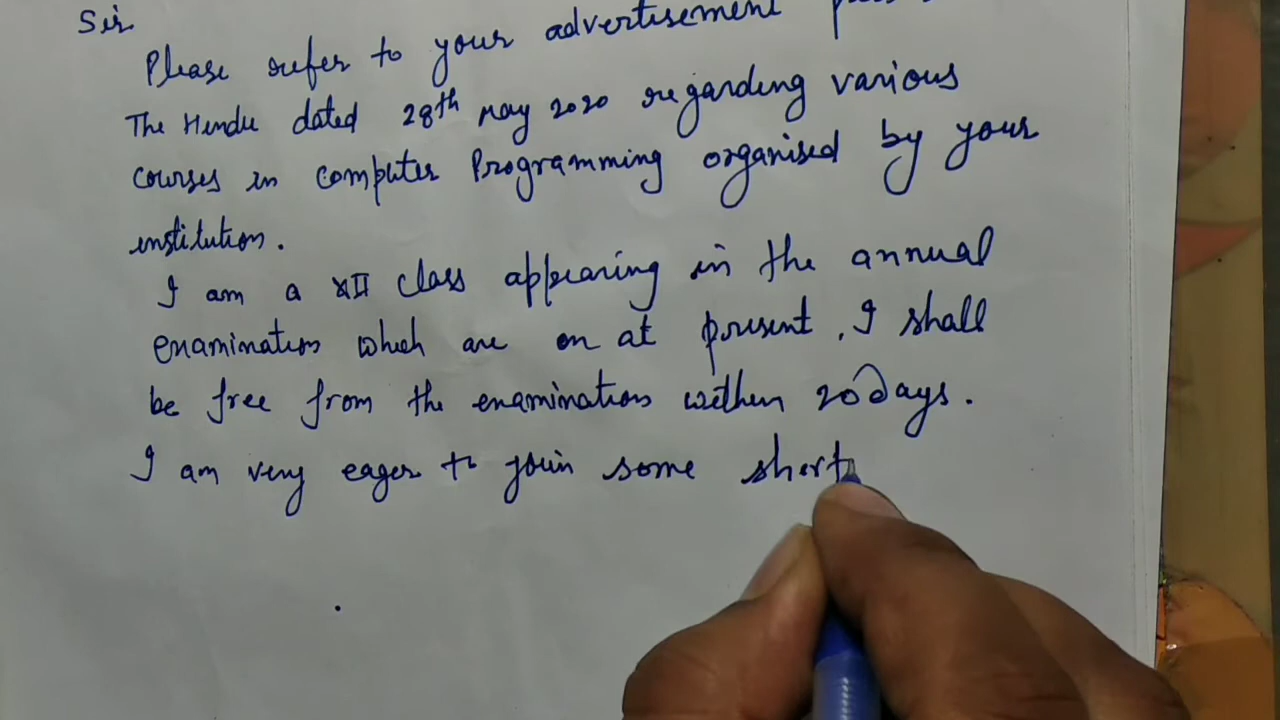 Sir
Please refer to your advertisement
The Hindu dated 28th may 2020 regarding various
courses in computer Programming organised by your
institution.
I am a XII class appearing in the annual
examination which are on at present, I shall
be free from the examination within 20 days.
I am very eager to join some short